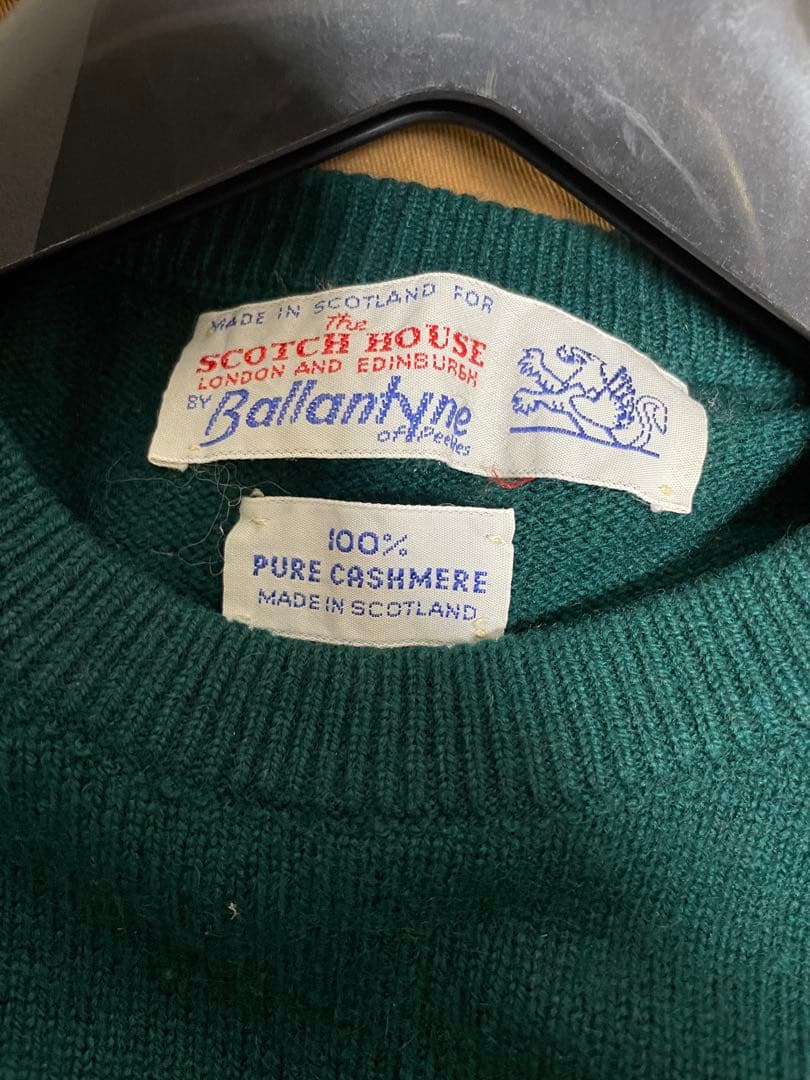 MADE IN SCOTLAND FOR
The
SCOTCH HOUSE
LONDON AND EDINBURGH
BY Ballantyne
of Peebles
100%
PURE CASHMERE
MADE IN SCOTLAND